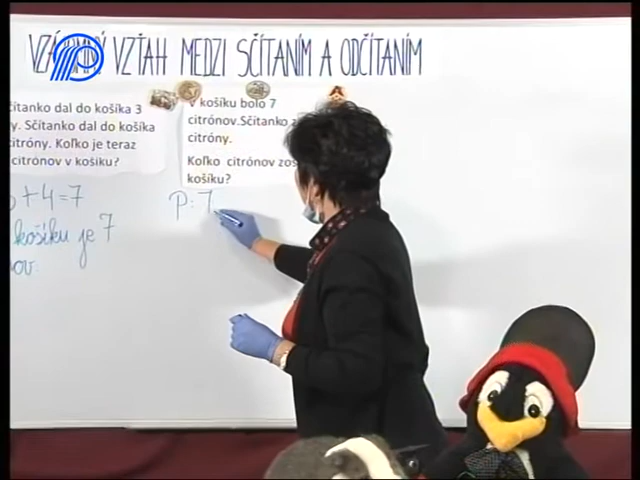 VZÁJOMNÝ VZŤAH MEDZI SČÍTANÍM A ODČÍTANÍM
čítanko dal do košíka 3
y. Sčítanko dal do košíka
citróny. Koľko je teraz
citrónov v košíku?
+4=7
košíku je 7
ov.
v košíku bolo 7
citrónov.Sčítanko
citróny.
Koľko citrónov zos
košíku?
P: 7